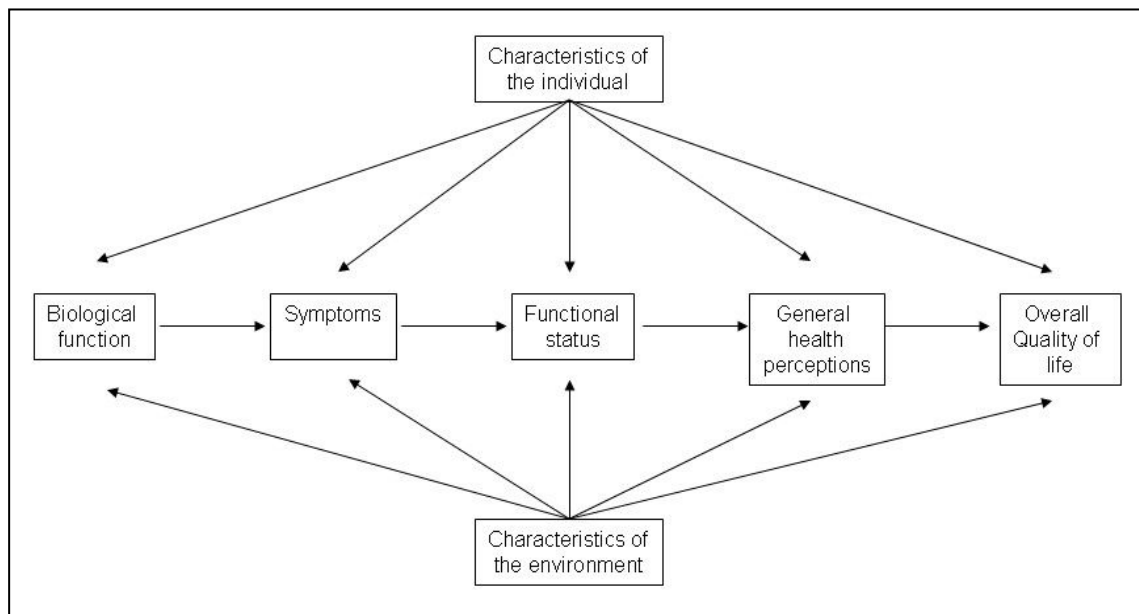 Characteristics of
the individual
Biological
function
Symptoms
Functional
status
General
health
perceptions
Overall
Quality of
life
Characteristics of
the environment